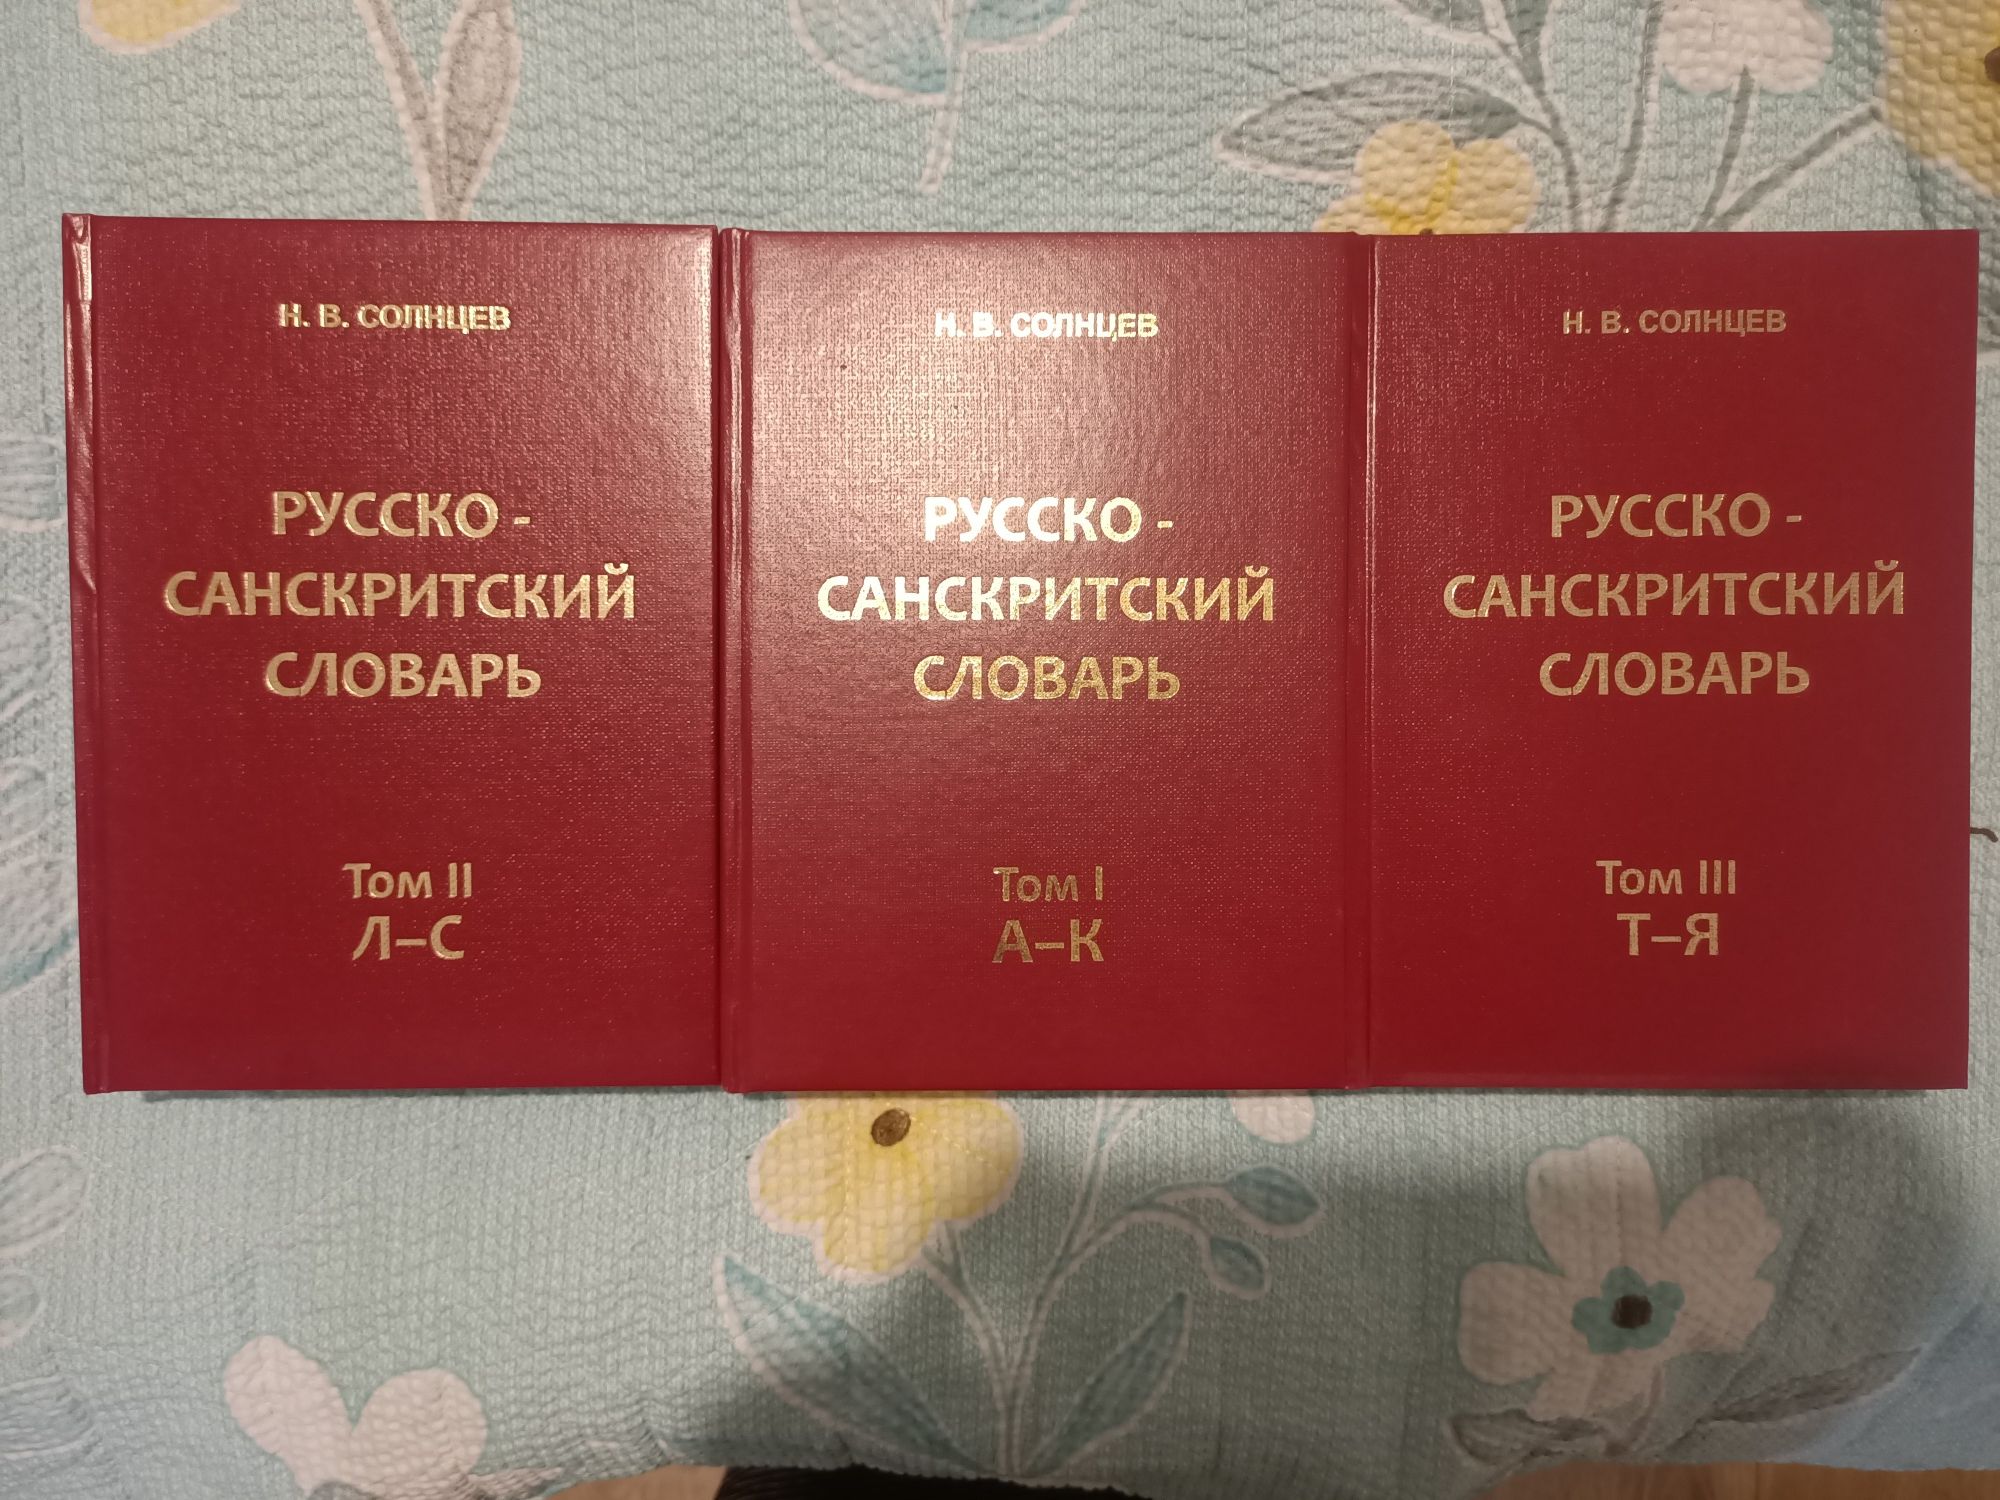 Н. В. СОЛНЦЕВ
РУССКО -
САНСКРИТСКИЙ
СЛОВАРЬ
Том II
Л–С
Н. В. СОЛНЦЕВ
РУССКО -
САНСКРИТСКИЙ
СЛОВАРЬ
Том I
А–К
Н. В. СОЛНЦЕВ
РУССКО -
САНСКРИТСКИЙ
СЛОВАРЬ
Том III
Т–Я